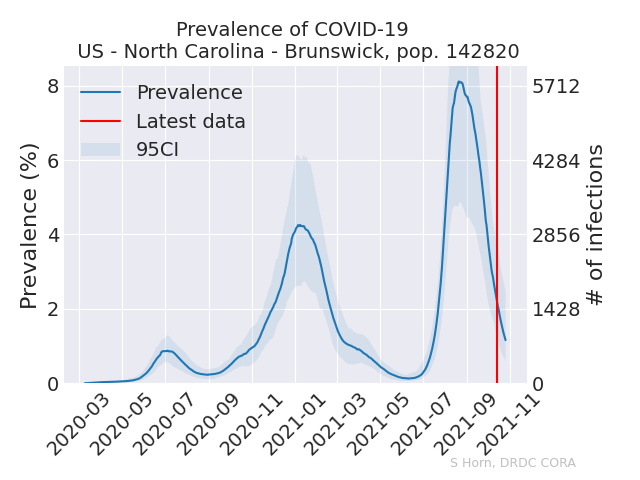 Prevalence of COVID-19
US - North Carolina - Brunswick, pop. 142820
Prevalence (%)
8
6
4
2
0
Prevalence
Latest data
95CI
5712
4284
2856
1428
0
# of infections
2020-03
2020-05
2020-07
2020-09
2020-11
2021-01
2021-03
2021-05
2021-07
2021-09
2021-11
S Horn, DRDC CORA